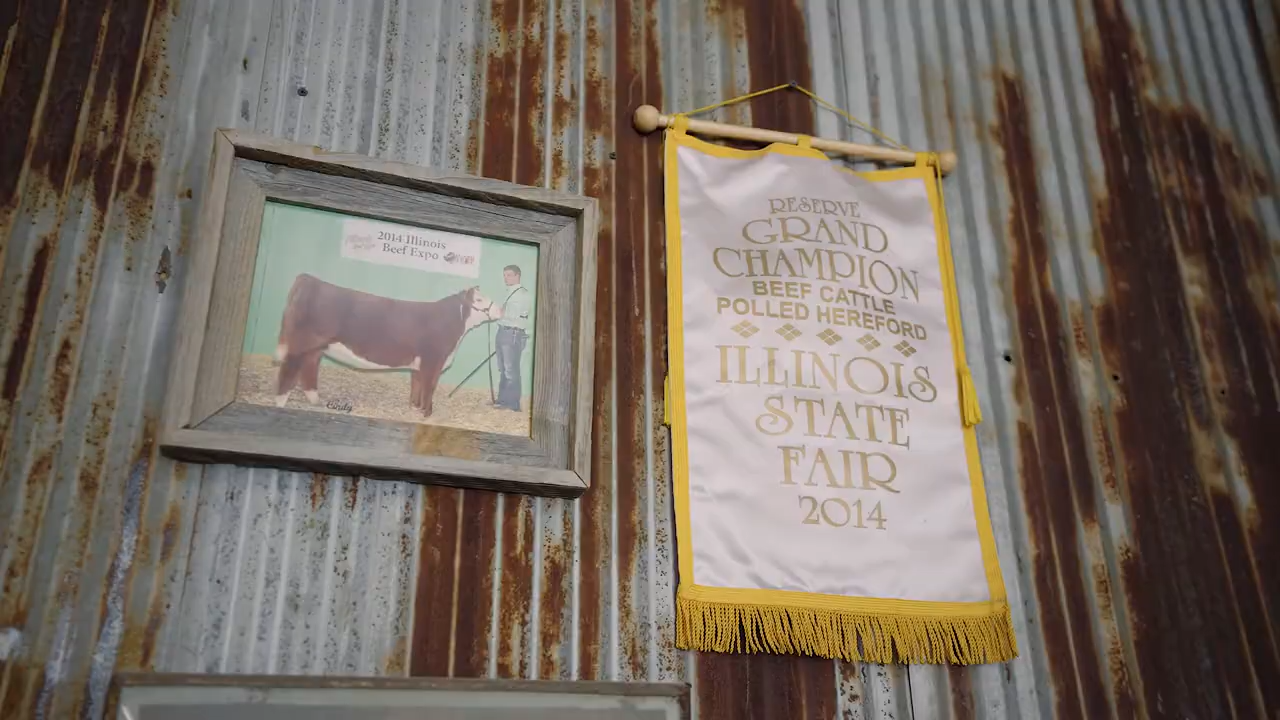 2014 Illinois
Beef Expo
Cindy
RESERVE
GRAND
CHAMPION
BEEF CATTLE
POLLED HEREFORD
ILLINOIS
STATE
FAIR
2014